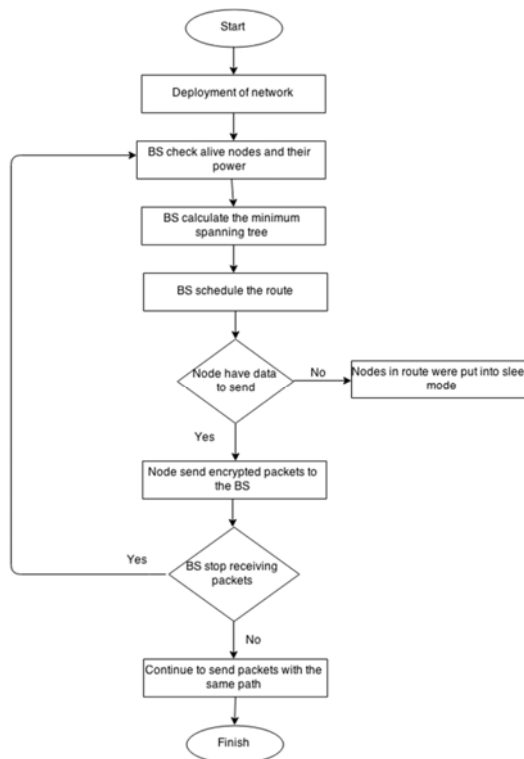 Start
Deployment of network
BS check alive nodes and their
power
BS calculate the minimum
spanning tree
BS schedule the route
Node have data
to send
No
Nodes in route were put into slee
mode
Yes
Node send encrypted packets to
the BS
Yes
BS stop receiving
packets
No
Continue to send packets with the
same path
Finish